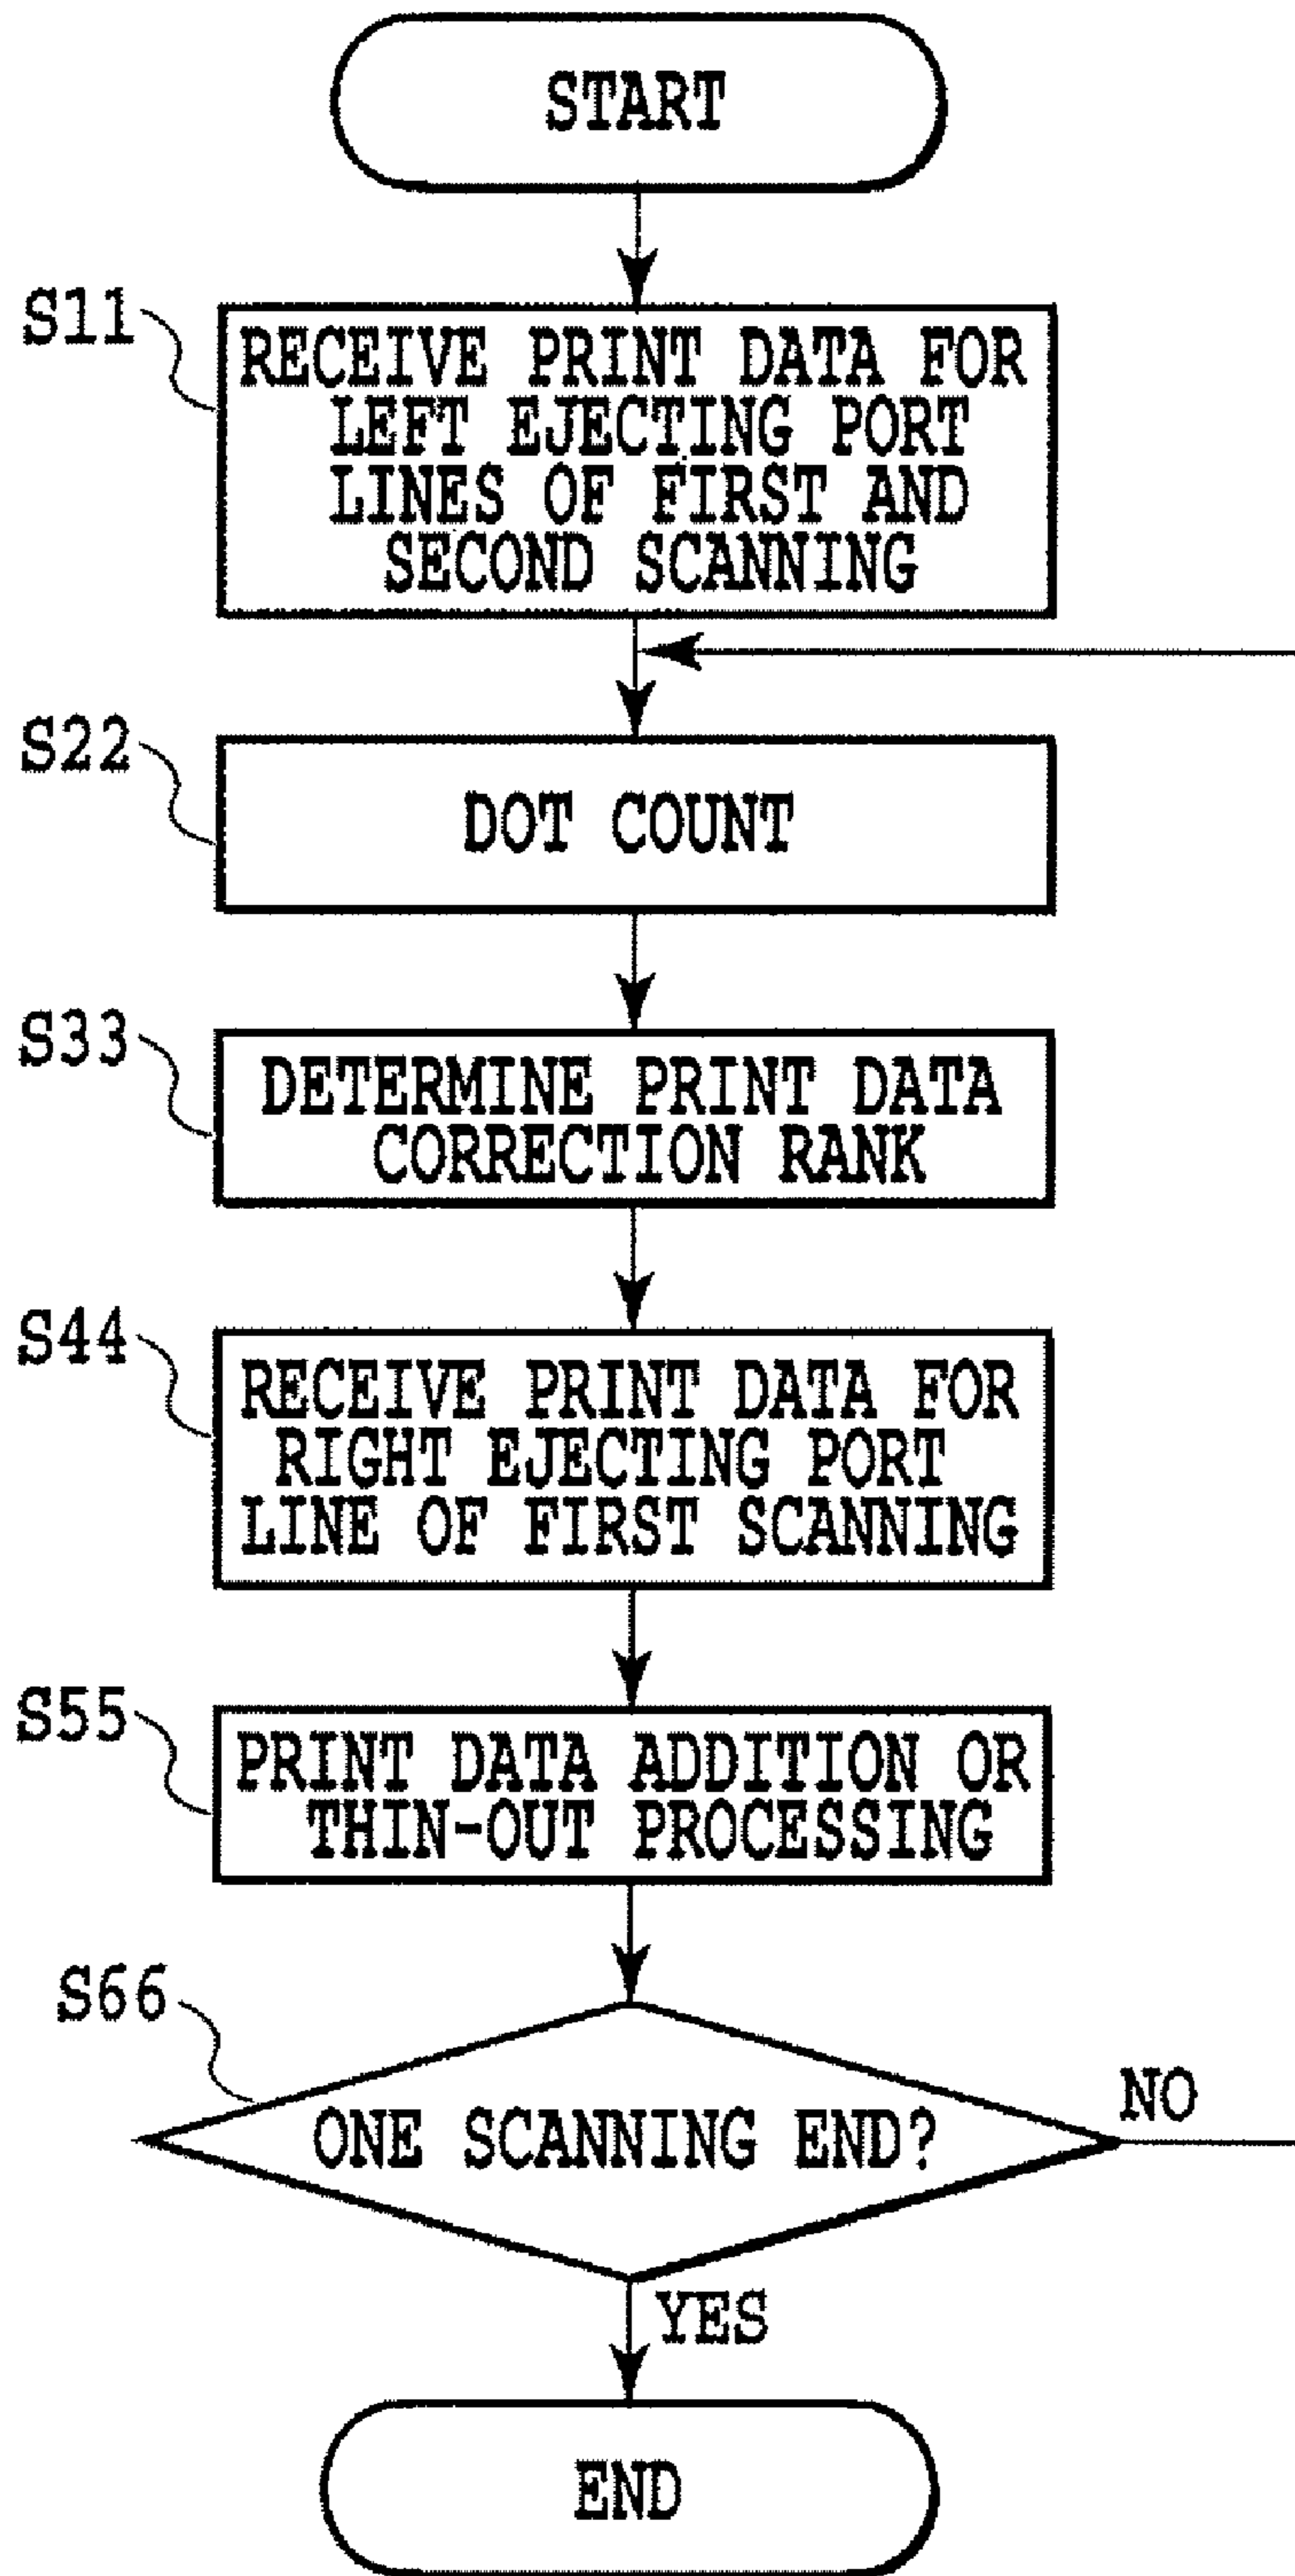 START
S11
RECEIVE PRINT DATA FOR
LEFT EJECTING PORT
LINES OF FIRST AND
SECOND SCANNING
S22
DOT COUNT
S33
DETERMINE PRINT DATA
CORRECTION RANK
S44
RECEIVE PRINT DATA FOR
RIGHT EJECTING PORT
LINE OF FIRST SCANNING
S55
PRINT DATA ADDITION OR
THIN-OUT PROCESSING
S66
ONE SCANNING END?
NO
YES
END